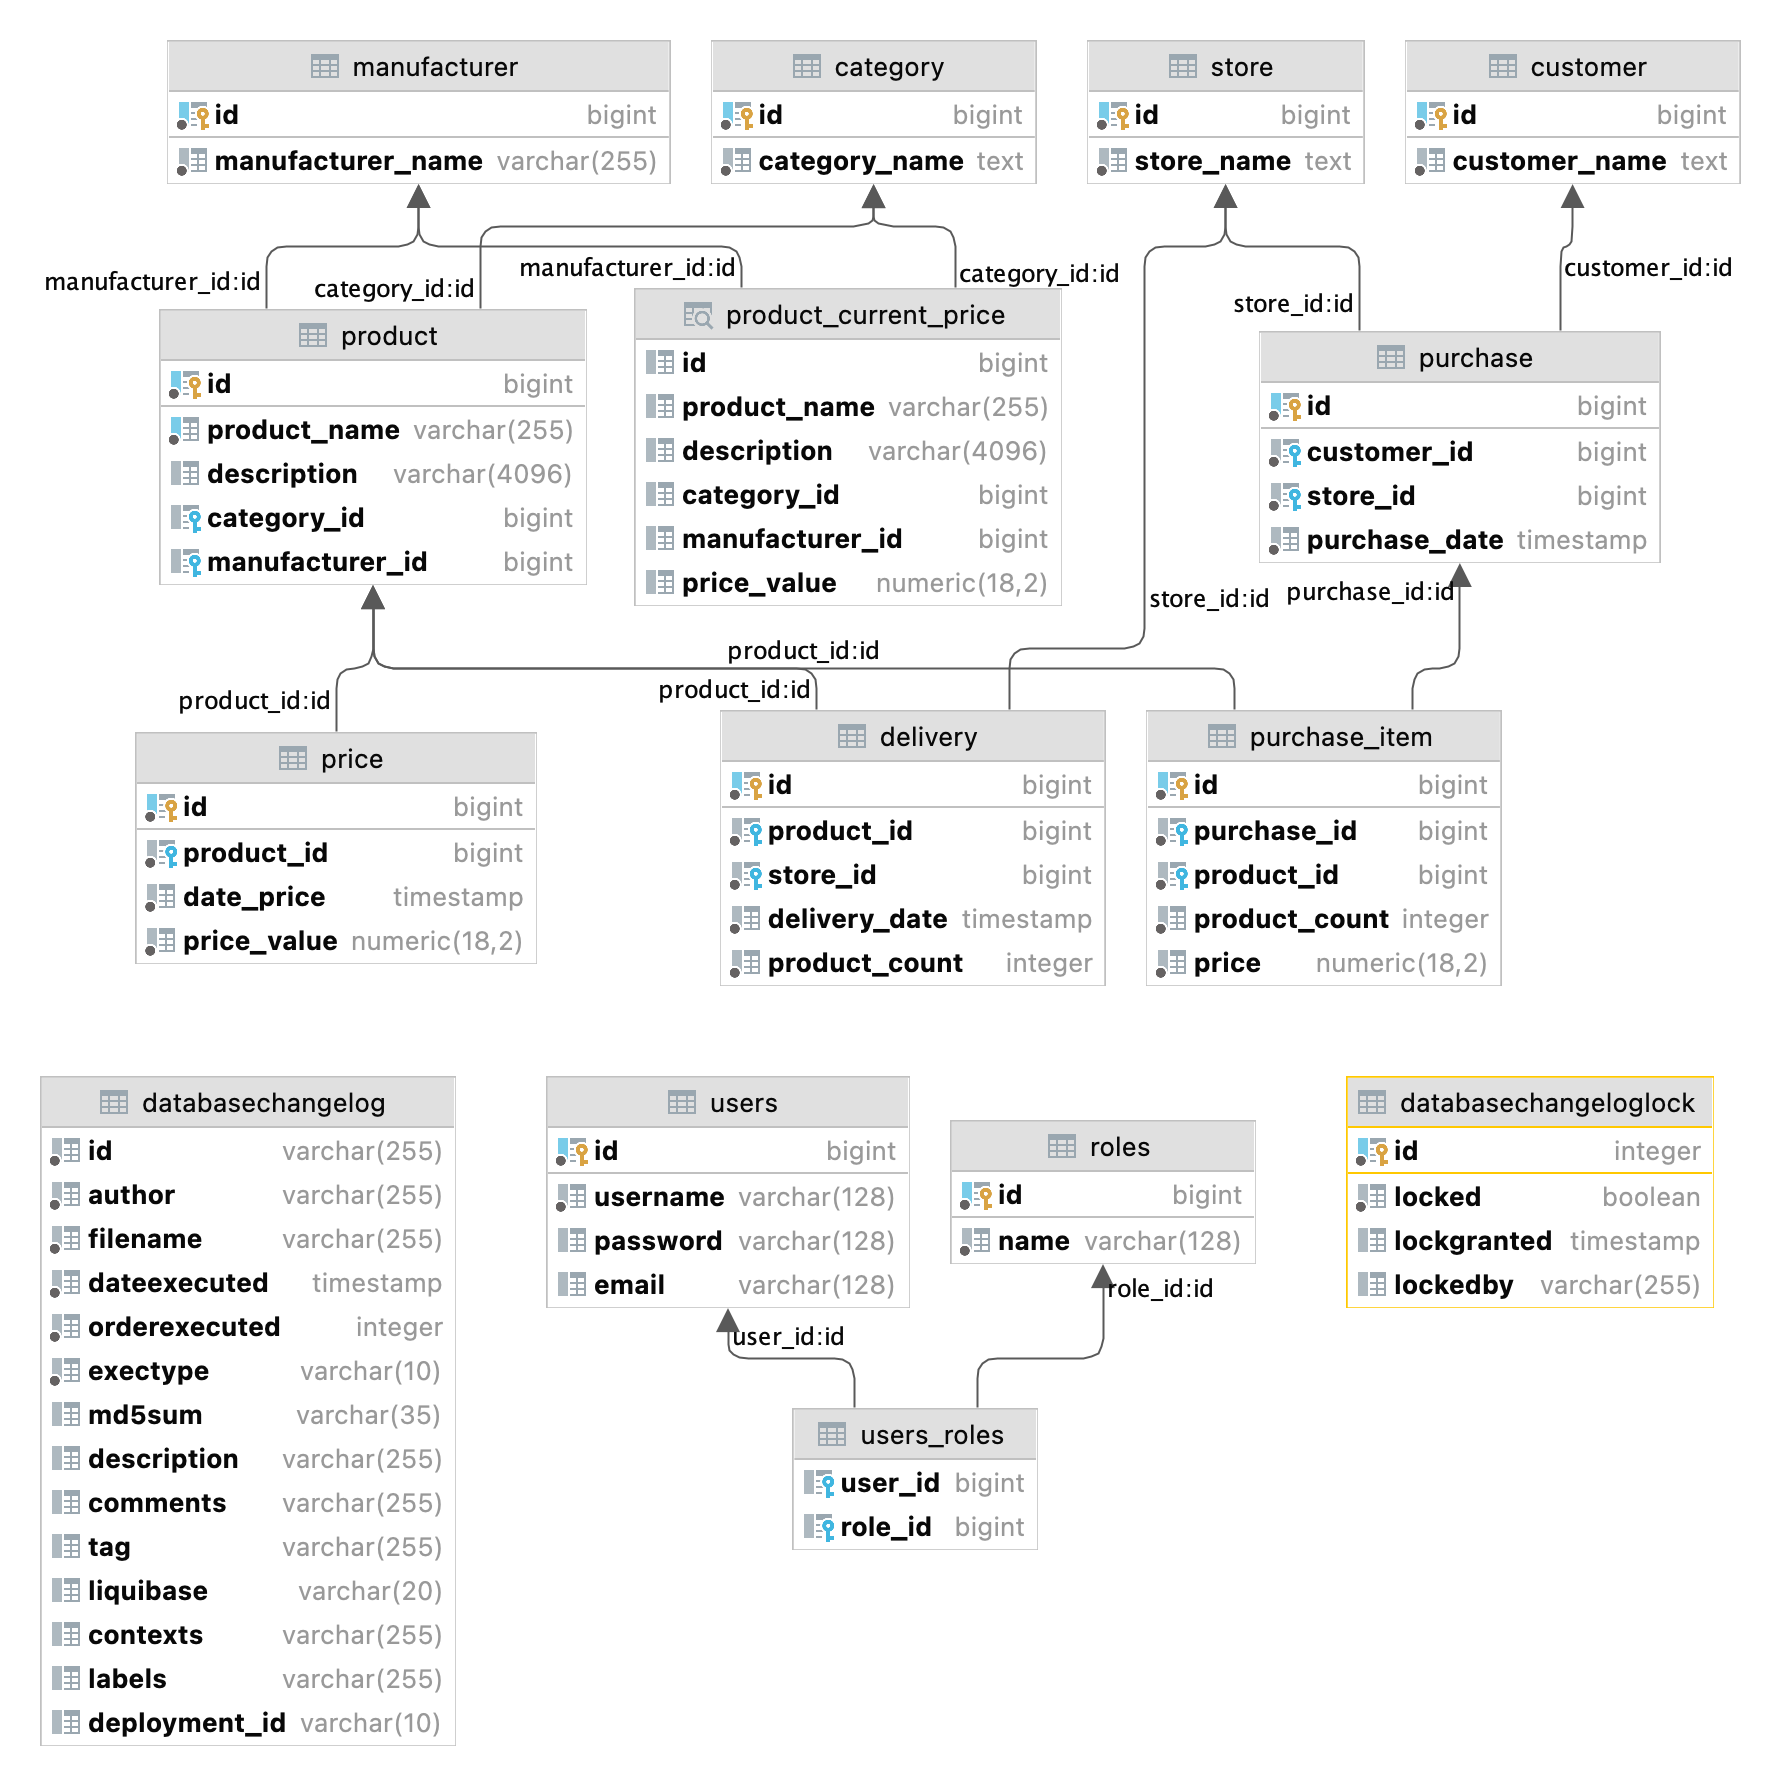 manufacturer
id bigint
manufacturer_name varchar(255)
category
id bigint
category_name text
store
id bigint
store_name text
customer
id bigint
customer_name text
manufacturer_id:id
category_id:id
manufacturer_id:id
category_id:id
store_id:id
customer_id:id
product
id bigint
product_name varchar(255)
description varchar(4096)
category_id bigint
manufacturer_id bigint
product_current_price
id bigint
product_name varchar(255)
description varchar(4096)
category_id bigint
manufacturer_id bigint
price_value numeric(18,2)
purchase
id bigint
customer_id bigint
store_id bigint
purchase_date timestamp
store_id:id
purchase_id:id
product_id:id
product_id:id
product_id:id
price
id bigint
product_id bigint
date_price timestamp
price_value numeric(18,2)
delivery
id bigint
product_id bigint
store_id bigint
delivery_date timestamp
product_count integer
purchase_item
id bigint
purchase_id bigint
product_id bigint
product_count integer
price numeric(18,2)
databasechangelog
id varchar(255)
author varchar(255)
filename varchar(255)
dateexecuted timestamp
orderexecuted integer
exectype varchar(10)
md5sum varchar(35)
description varchar(255)
comments varchar(255)
tag varchar(255)
liquibase varchar(20)
contexts varchar(255)
labels varchar(255)
deployment_id varchar(10)
users
id bigint
username varchar(128)
password varchar(128)
email varchar(128)
roles
id bigint
name varchar(128)
role_id:id
user_id:id
users_roles
user_id bigint
role_id bigint
databasechangeloglock
id integer
locked boolean
lockgranted timestamp
lockedby varchar(255)